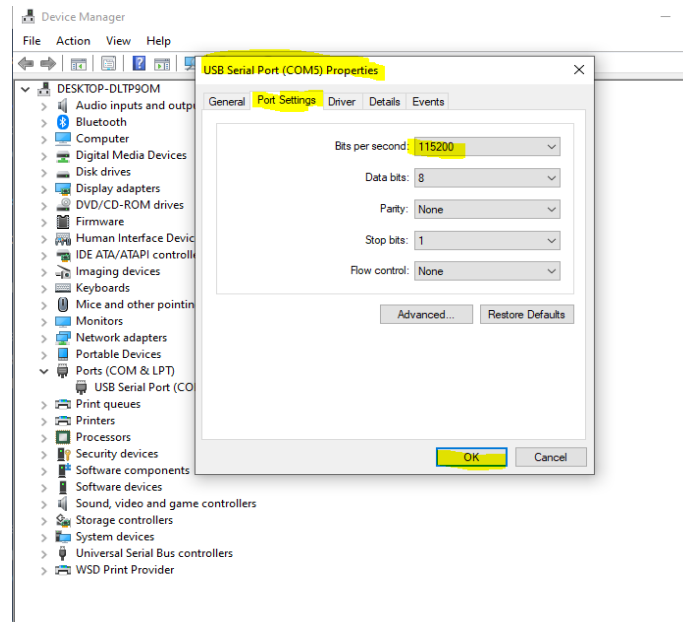 Device Manager
File Action View Help
DESKTOP-DLTP9OM
Audio inputs and outp
Bluetooth
Computer
Digital Media Devices
Disk drives
Display adapters
DVD/CD-ROM drives
Firmware
Human Interface Devic
IDE ATA/ATAPI controlle
Imaging devices
Keyboards
Mice and other pointin
Monitors
Network adapters
Portable Devices
Ports (COM & LPT)
USB Serial Port (CO
Print queues
Printers
Processors
Security devices
Software components
Software devices
Sound, video and game controllers
Storage controllers
System devices
Universal Serial Bus controllers
WSD Print Provider
USB Serial Port (COM5) Properties
General Port Settings Driver Details Events
Bits per second: 115200
Data bits: 8
Parity: None
Stop bits: 1
Flow control: None
Advanced... Restore Defaults
OK Cancel